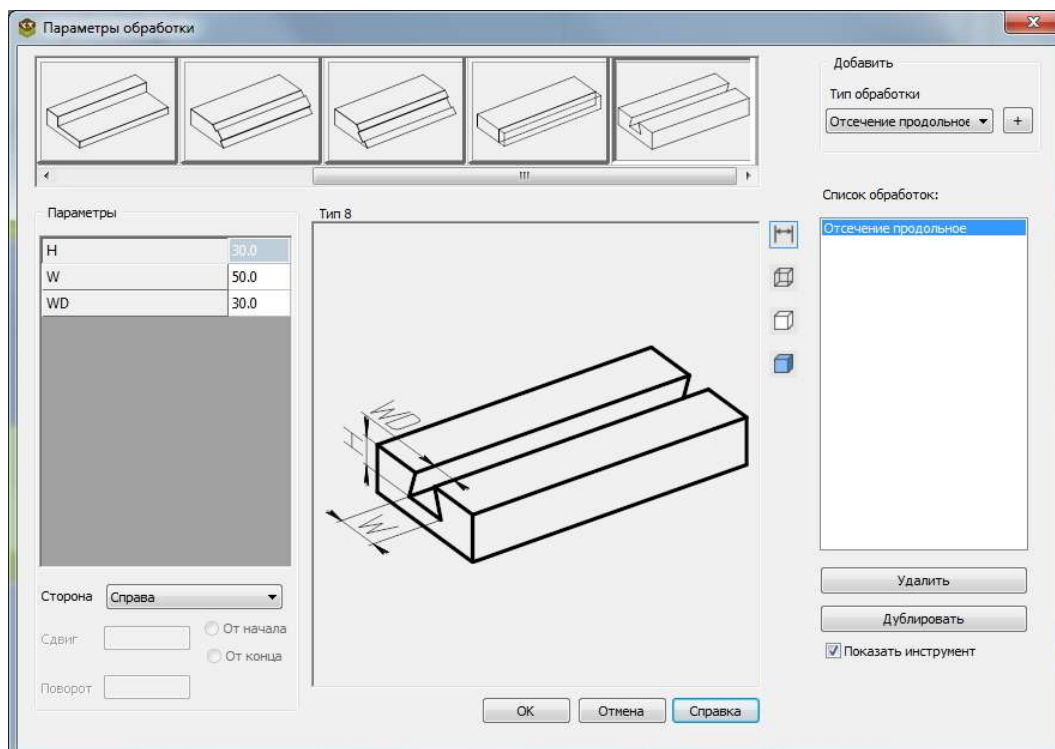 Параметры обработки
Добавить
Тип обработки
Отсечение продольное
+
Список обработок:
Отсечение продольное
Параметры
H 30.0
W 50.0
WD 30.0
Тип 8
WD
H
W
Сторона Справа
Сдвиг
От начала
От конца
Поворот
Удалить
Дублировать
Показать инструмент
OK Отмена Справка